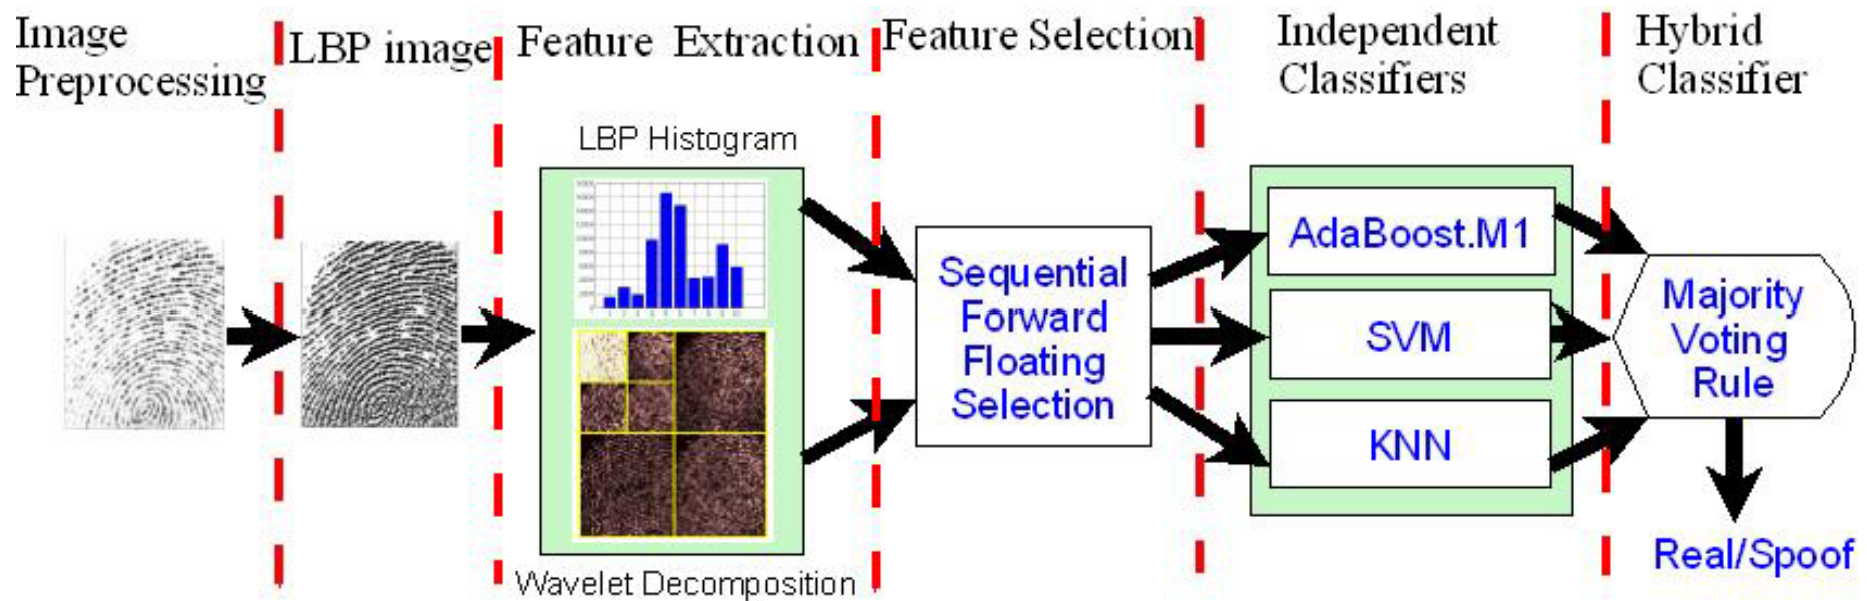 Image
Preprocessing
LBP image
Feature Extraction
Feature Selection
Independent
Classifiers
Hybrid
Classifier
LBP Histogram
Wavelet Decomposition
Sequential
Forward
Floating
Selection
AdaBoost.M1
SVM
KNN
Majority
Voting
Rule
Real/Spoof